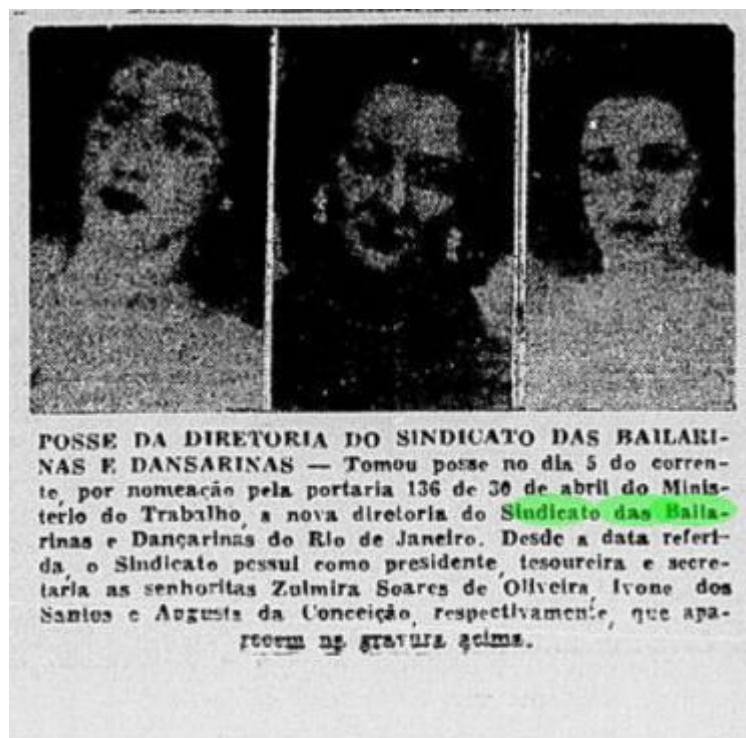 POSSE DA DIRETORIA DO SINDICATO DAS BAILARI-
NAS E DANSARINAS — Tomou posse no dia 5 do corren-
te, por nomeação pela portaria 136 de 30 de abril do Minis-
terio do Trabalho, a nova diretoria do Sindicato das Baila-
rinas e Dançarinas do Rio de Janeiro. Desde a data referi-
da, o Sindicato possui como presidente, tesoureira e secre-
taria as senhoritas Zulmira Soares de Oliveira, Ivone dos
Santos e Augusta da Conceição, respectivamente, que apa-
recem na gravura acima.